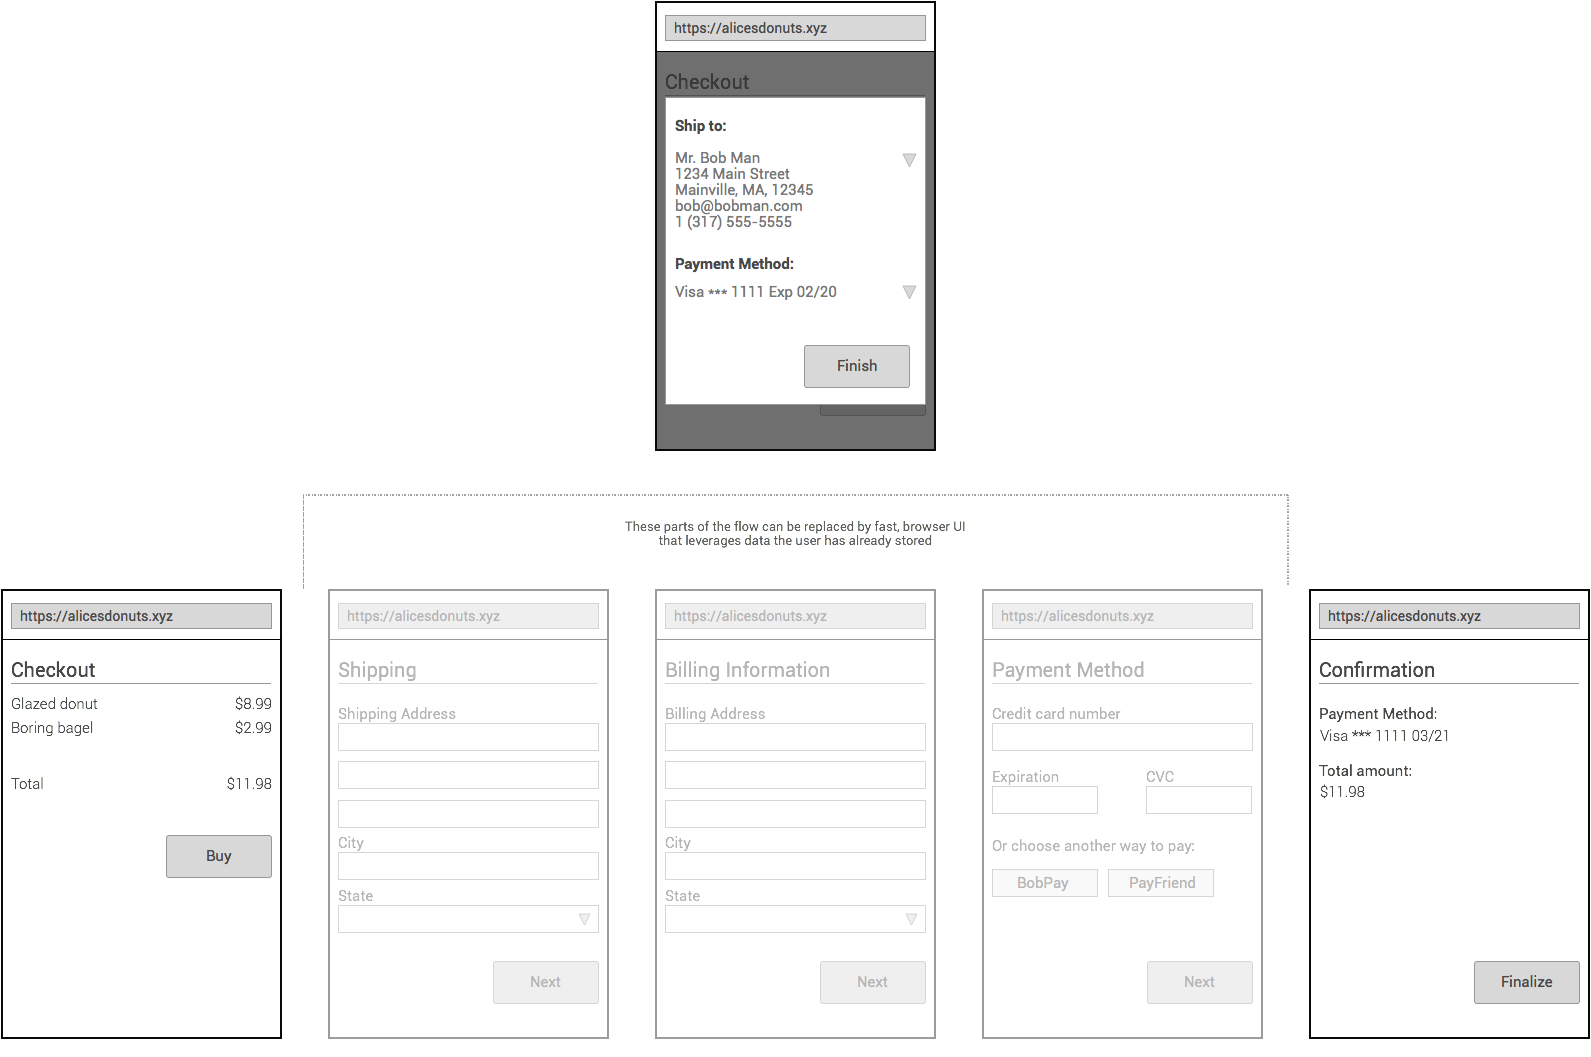 https://alicesdonuts.xyz
Checkout
Ship to:
Mr. Bob Man
1234 Main Street
Mainville, MA, 12345
bob@bobman.com
1 (317) 555-5555
Payment Method:
Visa *** 1111 Exp 02/20
Finish
These parts of the flow can be replaced by fast, browser UI
that leverages data the user has already stored
https://alicesdonuts.xyz
Checkout
Glazed donut $8.99
Boring bagel $2.99
Total $11.98
Buy
https://alicesdonuts.xyz
Shipping
Shipping Address
City
State
Next
https://alicesdonuts.xyz
Billing Information
Billing Address
City
State
Next
https://alicesdonuts.xyz
Payment Method
Credit card number
Expiration CVC
Or choose another way to pay:
BobPay PayFriend
Next
https://alicesdonuts.xyz
Confirmation
Payment Method:
Visa *** 1111 03/21
Total amount:
$11.98
Finalize